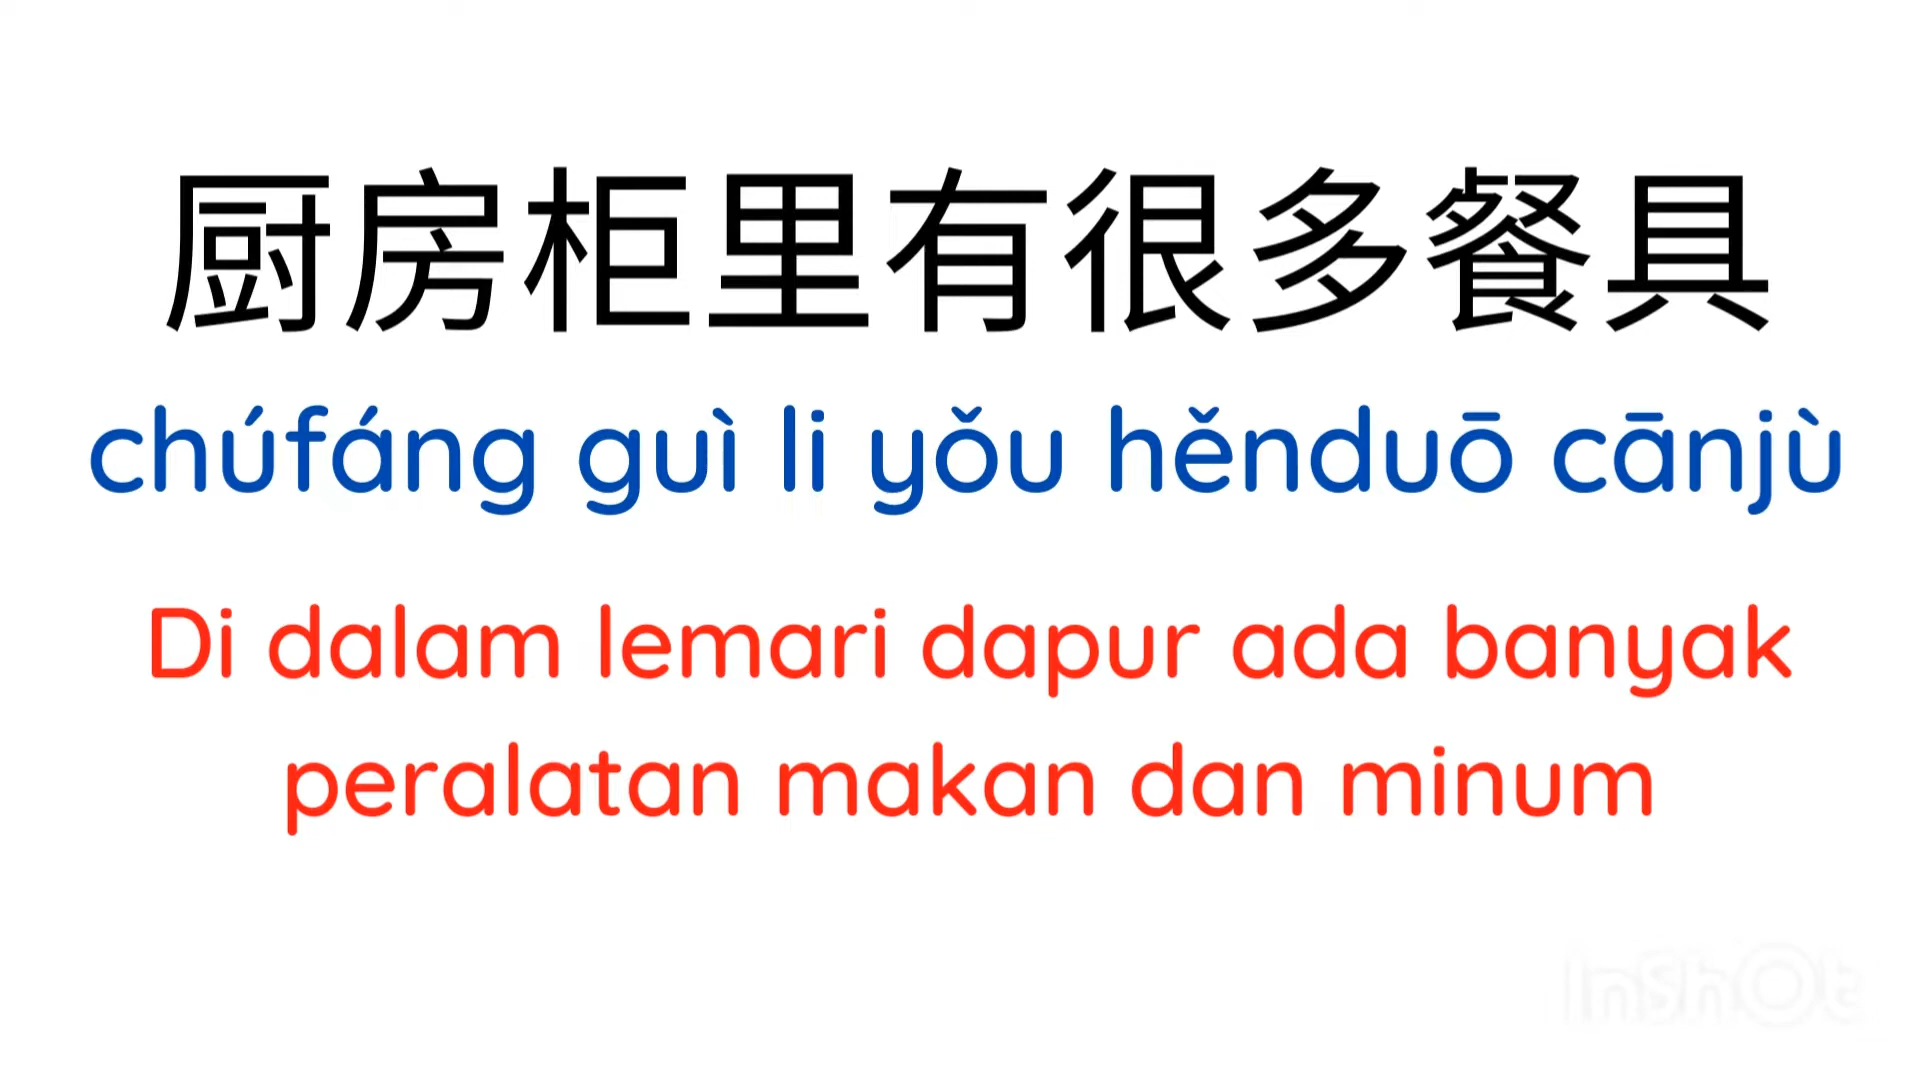 厨房柜里有很多餐具
chúfáng guì li yǒu hěnduō cānjù
Di dalam lemari dapur ada banyak
peralatan makan dan minum
InShOt